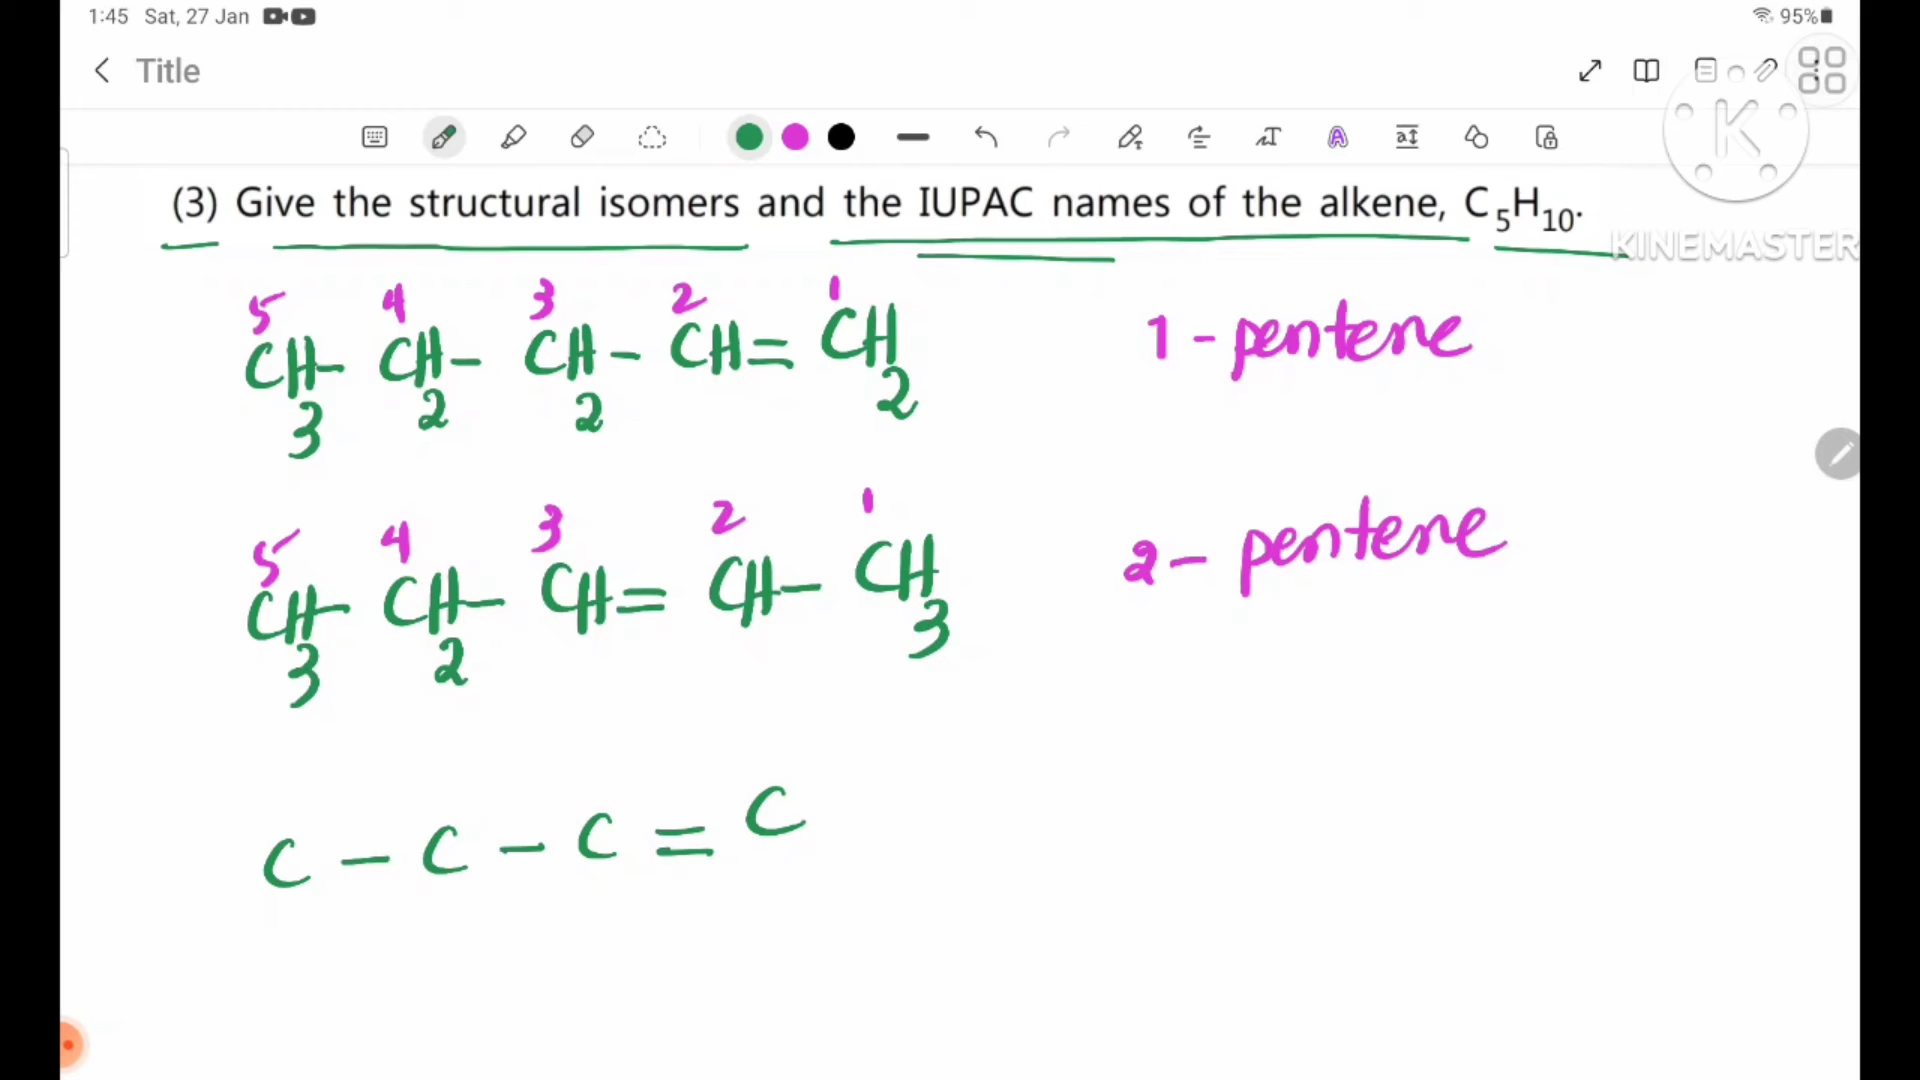 1:45 Sat, 27 Jan 95%
Title
K
(3) Give the structural isomers and the IUPAC names of the alkene, C₅H₁₀.
KINEMASTER
5 4 3 2 1
CH₃ - CH₂ - CH₂ - CH = CH₂ 1 - pentene
5 4 3 2 1
CH₃ - CH₂ - CH = CH - CH₃ 2 - pentene
C - C - C = C